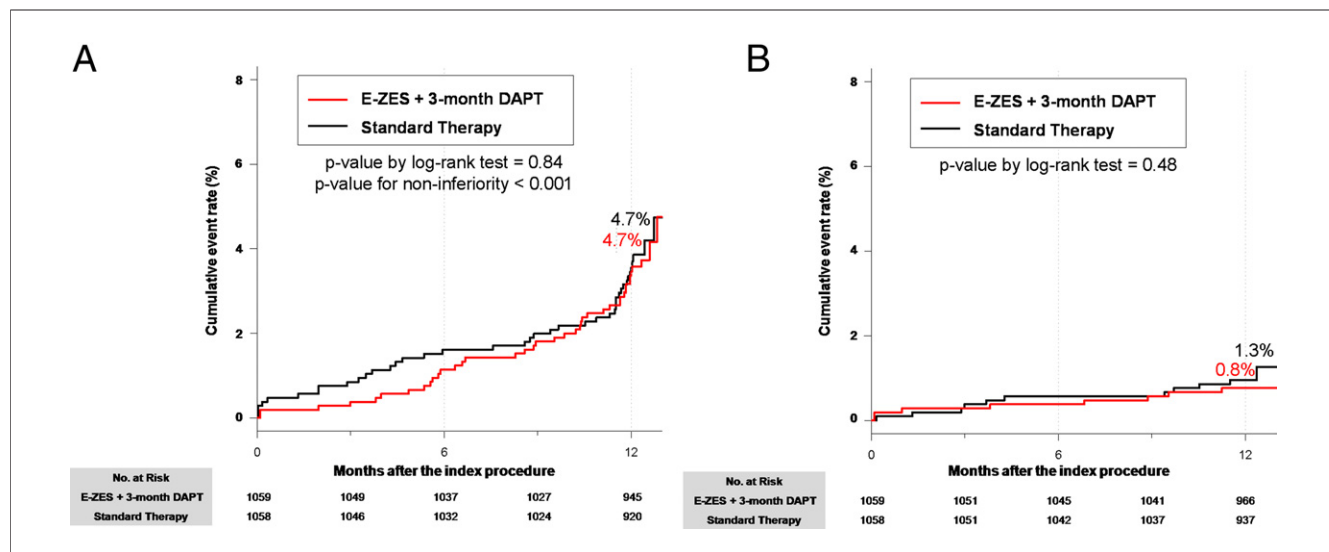 A
8
6
4
2
0
Cumulative event rate (%)
E-ZES + 3-month DAPT
Standard Therapy
p-value by log-rank test = 0.84
p-value for non-inferiority < 0.001
4.7%
4.7%
0 3 6 9 12
Months after the index procedure
No. at Risk
E-ZES + 3-month DAPT 1059 1049 1037 1027 945
Standard Therapy 1058 1046 1032 1024 920
B
8
6
4
2
0
Cumulative event rate (%)
E-ZES + 3-month DAPT
Standard Therapy
p-value by log-rank test = 0.48
1.3%
0.8%
0 3 6 9 12
Months after the index procedure
No. at Risk
E-ZES + 3-month DAPT 1059 1051 1045 1041 966
Standard Therapy 1058 1051 1042 1037 937